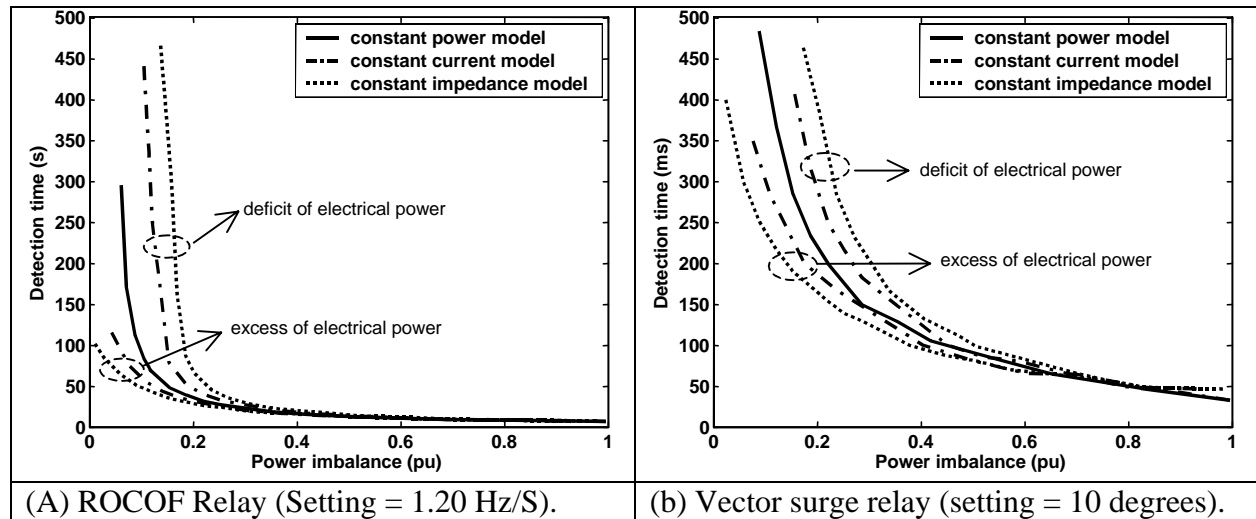 500
450
400
350
300
250
200
150
100
50
0
Detection time (s)
constant power model
constant current model
constant impedance model
deficit of electrical power
excess of electrical power
0 0.2 0.4 0.6 0.8 1
Power imbalance (pu)
(A) ROCOF Relay (Setting = 1.20 Hz/S).
500
450
400
350
300
250
200
150
100
50
0
Detection time (ms)
constant power model
constant current model
constant impedance model
deficit of electrical power
excess of electrical power
0 0.2 0.4 0.6 0.8 1
Power imbalance (pu)
(b) Vector surge relay (setting = 10 degrees).